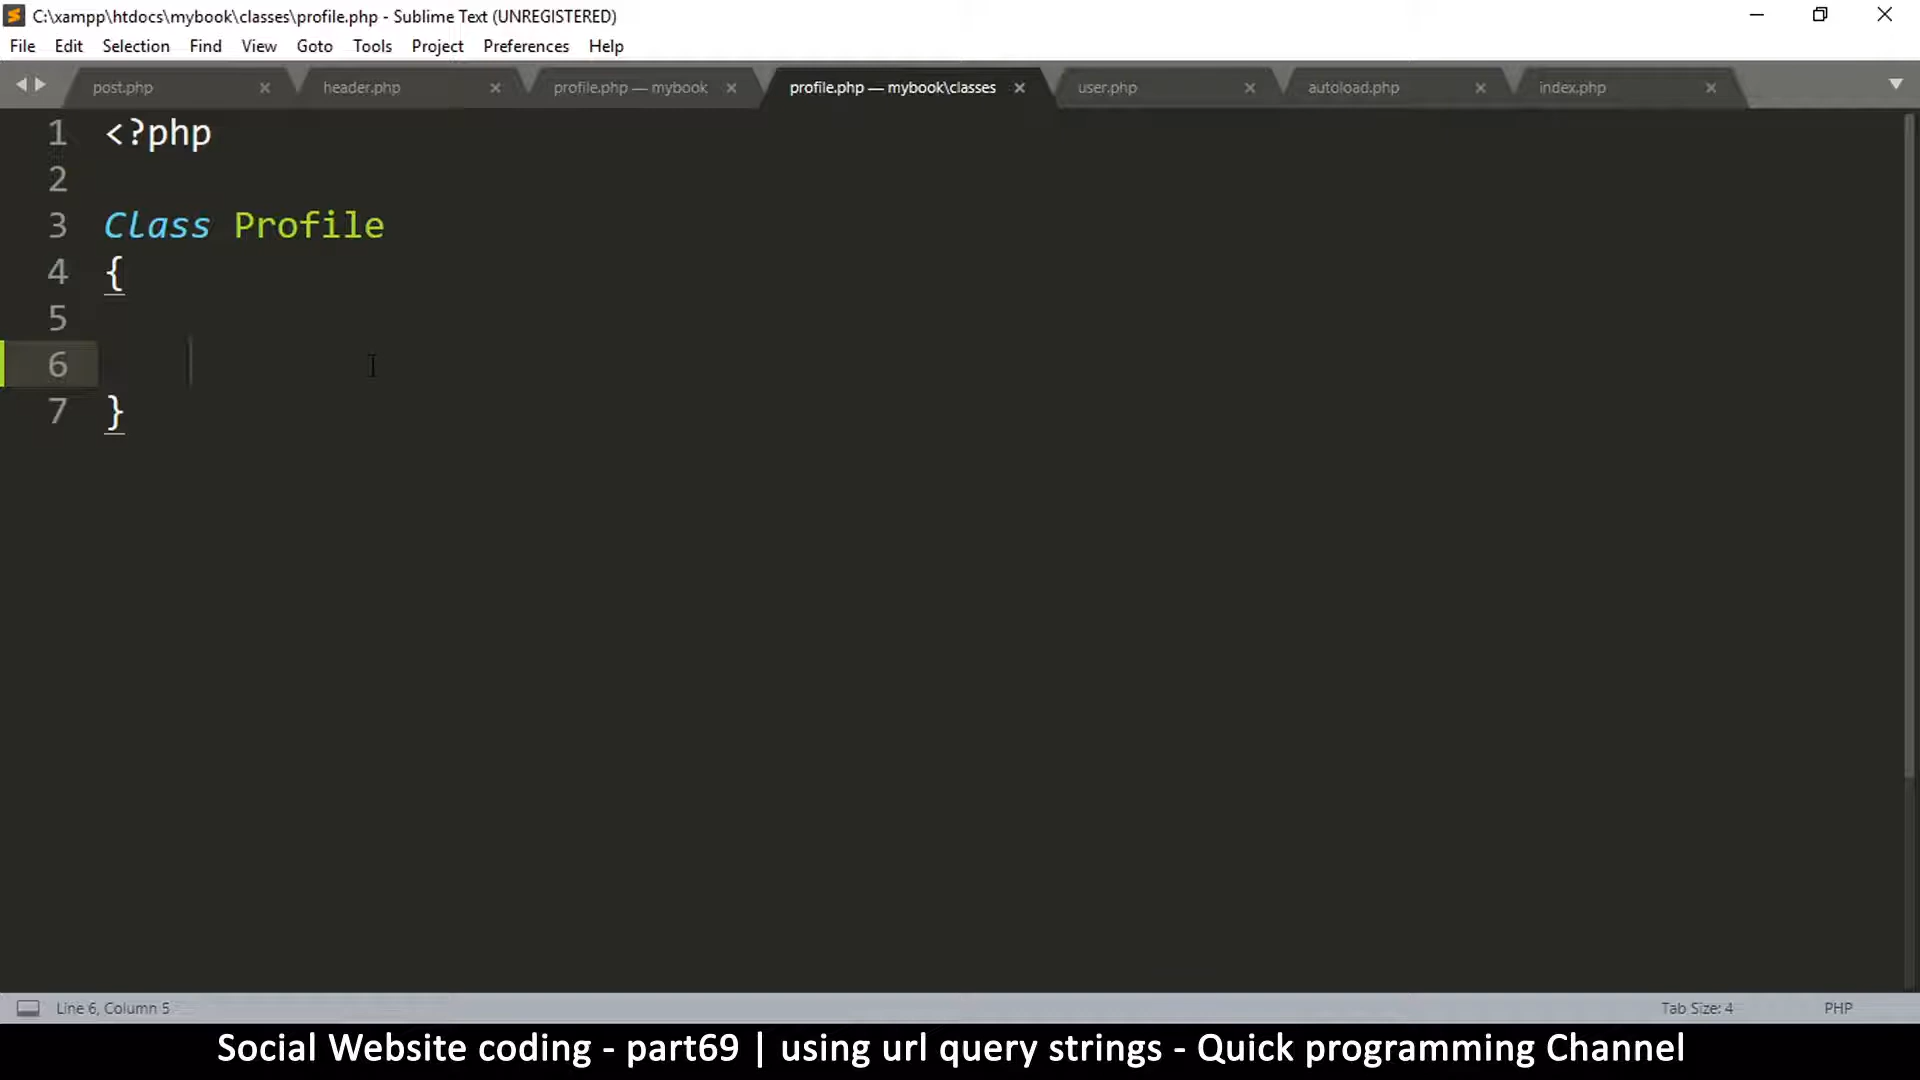 C:\xampp\htdocs\mybook\classes\profile.php - Sublime Text (UNREGISTERED)
File Edit Selection Find View Goto Tools Project Preferences Help
post.php header.php profile.php — mybook profile.php — mybook\classes user.php autoload.php index.php
1 <?php
2
3 Class Profile
4 {
5
6
7 }
Line 6, Column 5 Tab Size: 4 PHP
Social Website coding - part69 | using url query strings - Quick programming Channel